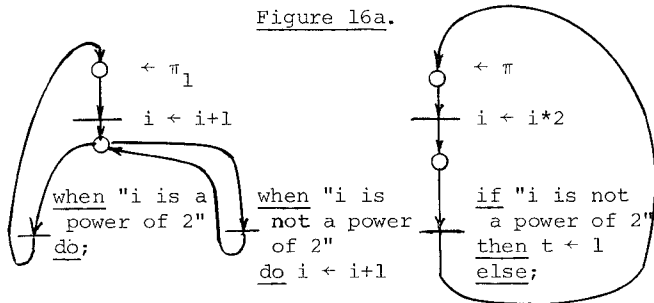 Figure 16a.
← π1
i ← i+1
when "i is a
power of 2"
do;
when "i is
not a power
of 2"
do i ← i+1
← π
i ← i*2
if "i is not
a power of 2"
then t ← 1
else;